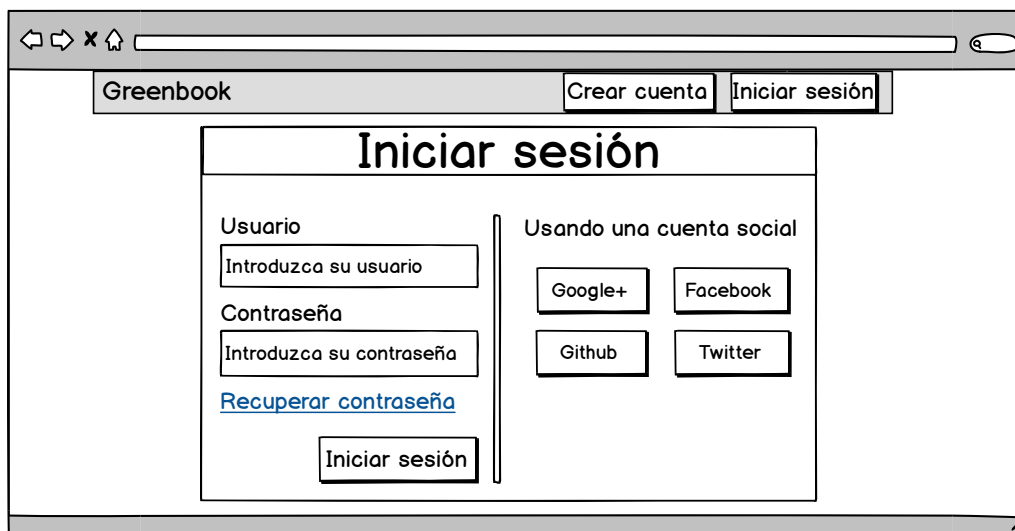 Greenbook
Crear cuenta
Iniciar sesión
Iniciar sesión
Usuario
Introduzca su usuario
Contraseña
Introduzca su contraseña
Recuperar contraseña
Iniciar sesión
Usando una cuenta social
Google+
Facebook
Github
Twitter